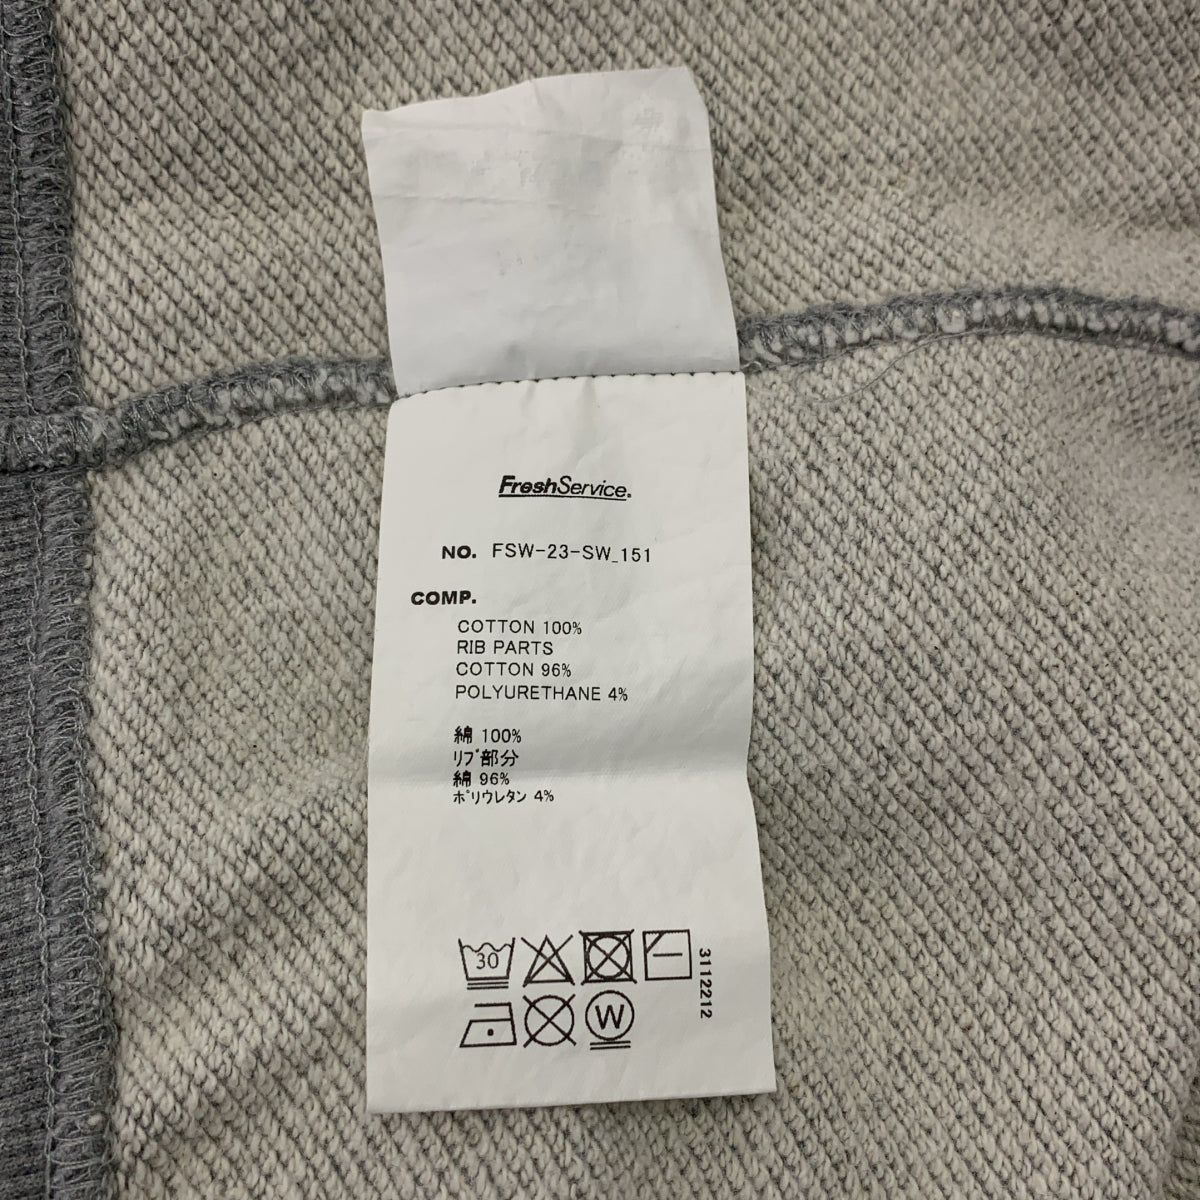 FreshService.
NO. FSW-23-SW_151
COMP.
COTTON 100%
RIB PARTS
COTTON 96%
POLYURETHANE 4%
綿 100%
ﾘﾌﾞ部分
綿 96%
ﾎﾟﾘｳﾚﾀﾝ 4%
30
3112212
W